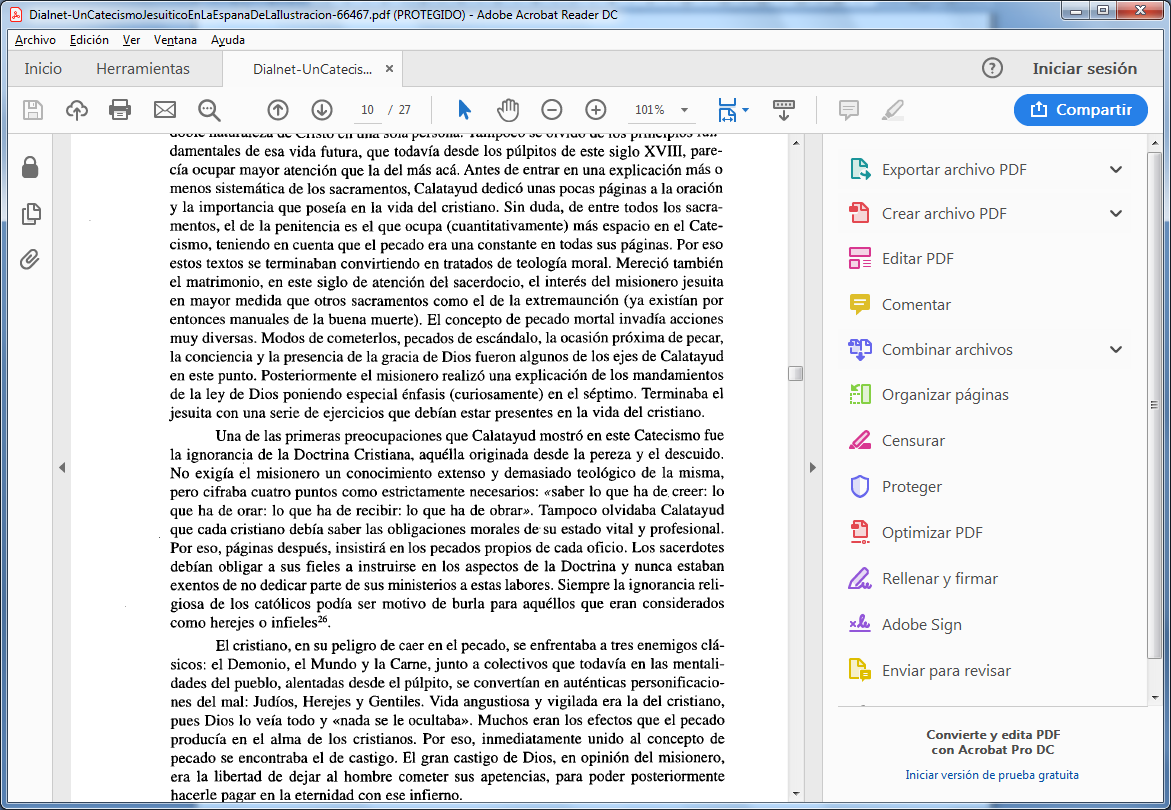 Dialnet-UnCatecismoJesuiticoEnLaEspanaDeLaIlustracion-66467.pdf (PROTEGIDO) - Adobe Acrobat Reader DC
Archivo Edición Ver Ventana Ayuda
Inicio Herramientas Dialnet-UnCatecis... × ? Iniciar sesión
10 / 27 101% Compartir
doble naturaleza de Cristo en una sola persona. Tampoco se olvidó de los principios fun-
damentales de esa vida futura, que todavía desde los púlpitos de este siglo XVIII, pare-
cía ocupar mayor atención que la del más acá. Antes de entrar en una explicación más o
menos sistemática de los sacramentos, Calatayud dedicó unas pocas páginas a la oración
y la importancia que poseía en la vida del cristiano. Sin duda, de entre todos los sacra-
mentos, el de la penitencia es el que ocupa (cuantitativamente) más espacio en el Cate-
cismo, teniendo en cuenta que el pecado era una constante en todas sus páginas. Por eso
estos textos se terminaban convirtiendo en tratados de teología moral. Mereció también
el matrimonio, en este siglo de atención del sacerdocio, el interés del misionero jesuita
en mayor medida que otros sacramentos como el de la extremaunción (ya existían por
entonces manuales de la buena muerte). El concepto de pecado mortal invadía acciones
muy diversas. Modos de cometerlos, pecados de escándalo, la ocasión próxima de pecar,
la conciencia y la presencia de la gracia de Dios fueron algunos de los ejes de Calatayud
en este punto. Posteriormente el misionero realizó una explicación de los mandamientos
de la ley de Dios poniendo especial énfasis (curiosamente) en el séptimo. Terminaba el
jesuita con una serie de ejercicios que debían estar presentes en la vida del cristiano.
Una de las primeras preocupaciones que Calatayud mostró en este Catecismo fue
la ignorancia de la Doctrina Cristiana, aquélla originada desde la pereza y el descuido.
No exigía el misionero un conocimiento extenso y demasiado teológico de la misma,
pero cifraba cuatro puntos como estrictamente necesarios: «saber lo que ha de creer: lo
que ha de orar: lo que ha de recibir: lo que ha de obrar». Tampoco olvidaba Calatayud
que cada cristiano debía saber las obligaciones morales de su estado vital y profesional.
Por eso, páginas después, insistirá en los pecados propios de cada oficio. Los sacerdotes
debían obligar a sus fieles a instruirse en los aspectos de la Doctrina y nunca estaban
exentos de no dedicar parte de sus ministerios a estas labores. Siempre la ignorancia reli-
giosa de los católicos podía ser motivo de burla para aquéllos que eran considerados
como herejes o infieles26.
El cristiano, en su peligro de caer en el pecado, se enfrentaba a tres enemigos clá-
sicos: el Demonio, el Mundo y la Carne, junto a colectivos que todavía en las mentali-
dades del pueblo, alentadas desde el púlpito, se convertían en auténticas personificacio-
nes del mal: Judíos, Herejes y Gentiles. Vida angustiosa y vigilada era la del cristiano,
pues Dios lo veía todo y «nada se le ocultaba». Muchos eran los efectos que el pecado
producía en el alma de los cristianos. Por eso, inmediatamente unido al concepto de
pecado se encontraba el de castigo. El gran castigo de Dios, en opinión del misionero,
era la libertad de dejar al hombre cometer sus apetencias, para poder posteriormente
hacerle pagar en la eternidad con ese infierno.
Exportar archivo PDF
Crear archivo PDF
Editar PDF
Comentar
Combinar archivos
Organizar páginas
Censurar
Proteger
Optimizar PDF
Rellenar y firmar
Adobe Sign
Enviar para revisar
Convierte y edita PDF
con Acrobat Pro DC
Iniciar versión de prueba gratuita